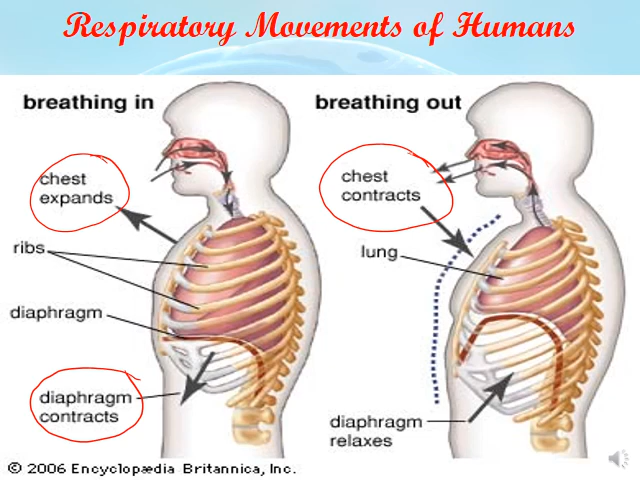 Respiratory Movements of Humans
breathing in
breathing out
chest
expands
ribs
diaphragm
diaphragm
contracts
chest
contracts
lung
diaphragm
relaxes
© 2006 Encyclopædia Britannica, Inc.